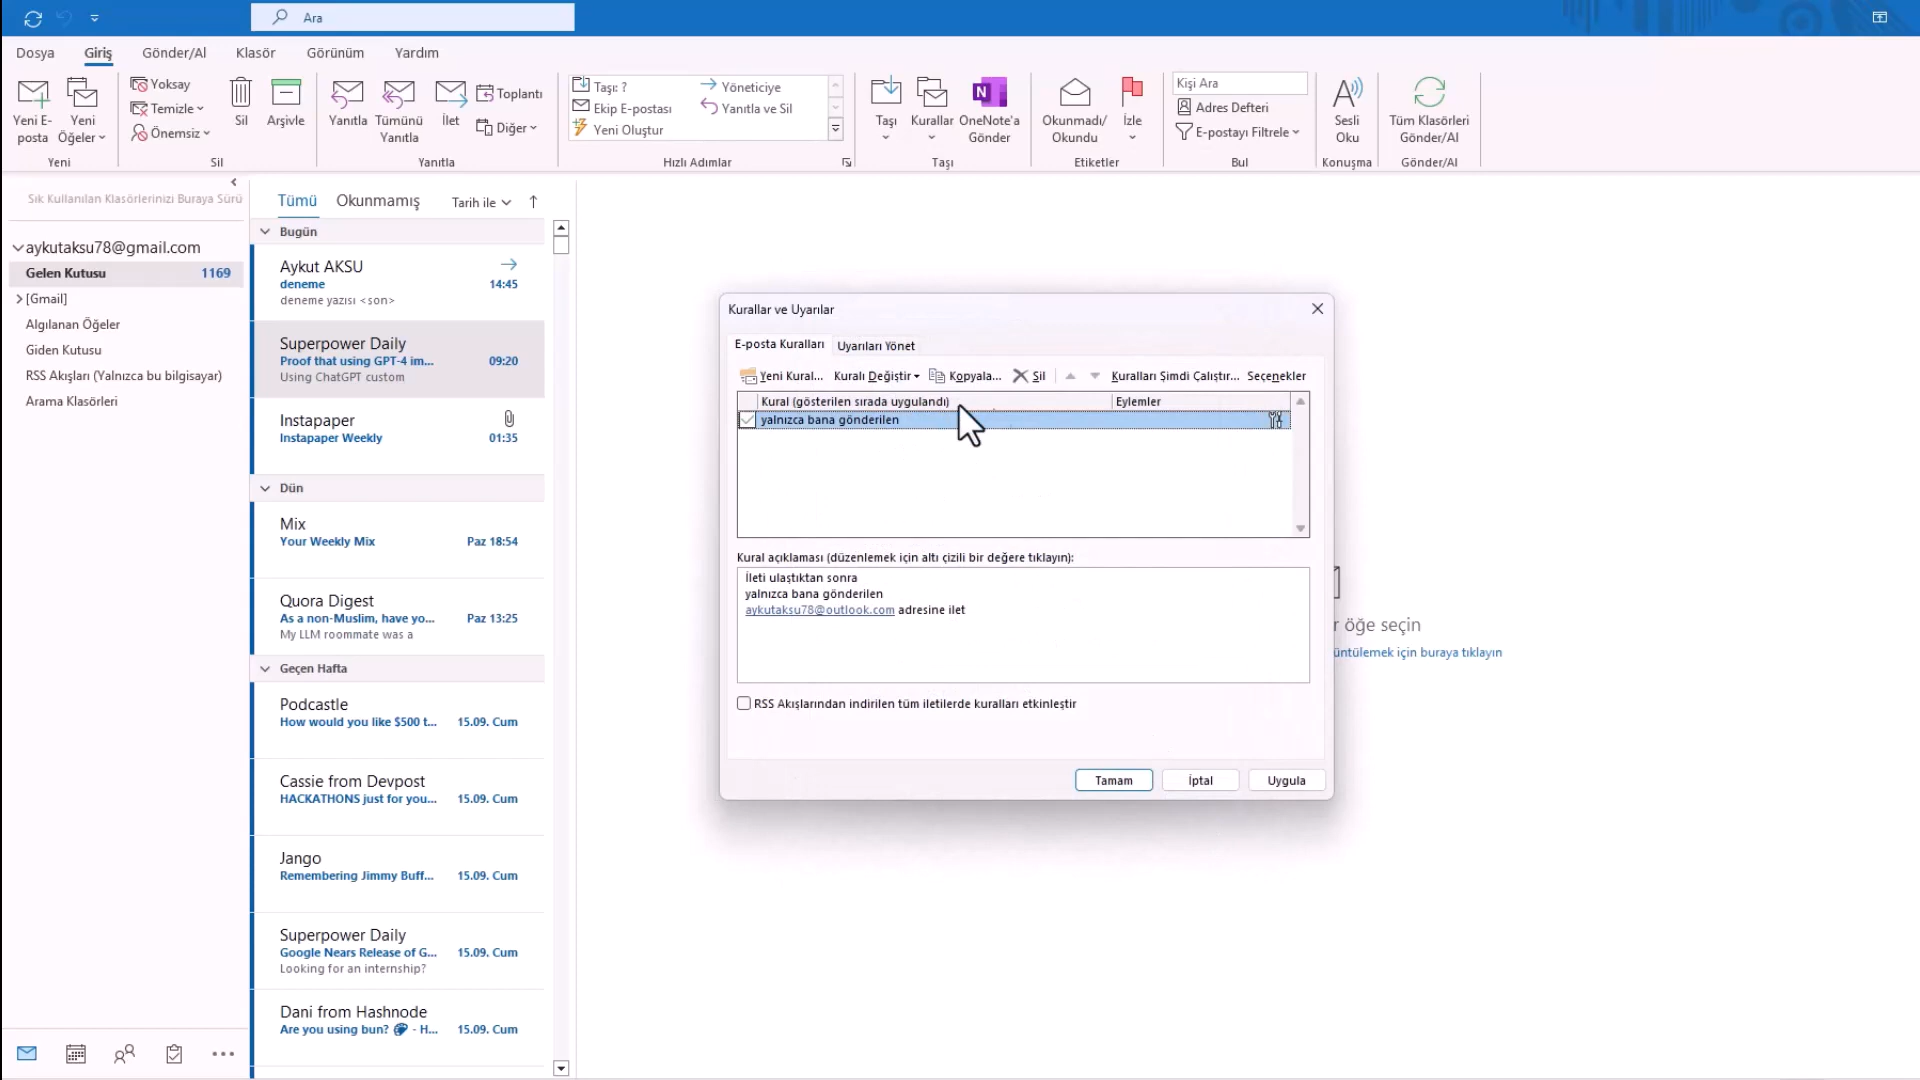 Ara
Dosya
Giriş
Gönder/Al
Klasör
Görünüm
Yardım
Yeni E-
posta
Yeni
Öğeler
Yeni
Yoksay
Temizle
Önemsiz
Sil
Arşivle
Sil
Yanıtla
Tümünü
Yanıtla
İlet
Toplantı
Diğer
Yanıtla
Taşı: ?
Ekip E-postası
Yeni Oluştur
Yöneticiye
Yanıtla ve Sil
Hızlı Adımlar
Taşı
Kurallar
OneNote'a
Gönder
Taşı
Okunmadı/
Okundu
İzle
Etiketler
Kişi Ara
Adres Defteri
E-postayı Filtrele
Bul
Sesli
Oku
Konuşma
Tüm Klasörleri
Gönder/Al
Gönder/Al
Sık Kullanılan Klasörlerinizi Buraya Sürü
aykutaksu78@gmail.com
Gelen Kutusu 1169
[Gmail]
Algılanan Öğeler
Giden Kutusu
RSS Akışları (Yalnızca bu bilgisayar)
Arama Klasörleri
Tümü
Okunmamış
Tarih ile
Bugün
Aykut AKSU
deneme 14:45
deneme yazısı <son>
Superpower Daily
Proof that using GPT-4 im... 09:20
Using ChatGPT custom
Instapaper
Instapaper Weekly 01:35
Dün
Mix
Your Weekly Mix Paz 18:54
Quora Digest
As a non-Muslim, have yo... Paz 13:25
My LLM roommate was a
Geçen Hafta
Podcastle
How would you like $500 t... 15.09. Cum
Cassie from Devpost
HACKATHONS just for you... 15.09. Cum
Jango
Remembering Jimmy Buff... 15.09. Cum
Superpower Daily
Google Nears Release of G... 15.09. Cum
Looking for an internship?
Dani from Hashnode
Are you using bun? - H... 15.09. Cum
Kurallar ve Uyarılar
E-posta Kuralları
Uyarıları Yönet
Yeni Kural...
Kuralı Değiştir
Kopyala...
Sil
Kuralları Şimdi Çalıştır...
Seçenekler
Kural (gösterilen sırada uygulandı)
Eylemler
yalnızca bana gönderilen
Kural açıklaması (düzenlemek için altı çizili bir değere tıklayın):
İleti ulaştıktan sonra
yalnızca bana gönderilen
aykutaksu78@outlook.com adresine ilet
RSS Akışlarından indirilen tüm iletilerde kuralları etkinleştir
Tamam
İptal
Uygula
r öğe seçin
üntülemek için buraya tıklayın